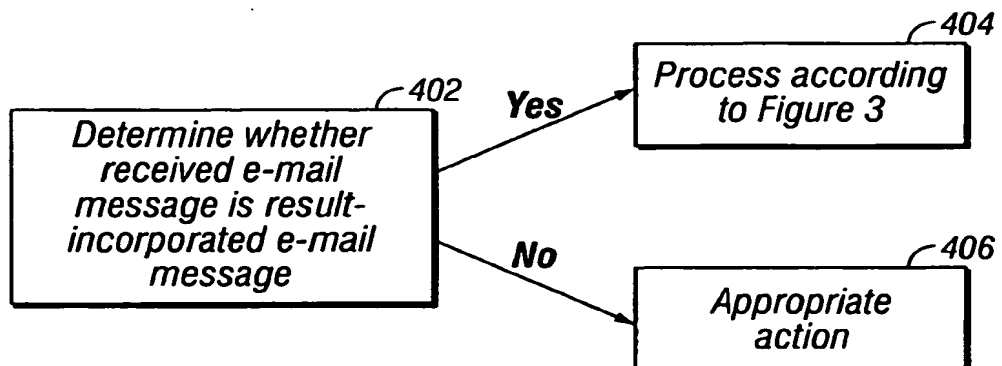 402
Determine whether
received e-mail
message is result-
incorporated e-mail
message
Yes
404
Process according
to Figure 3
No
406
Appropriate
action